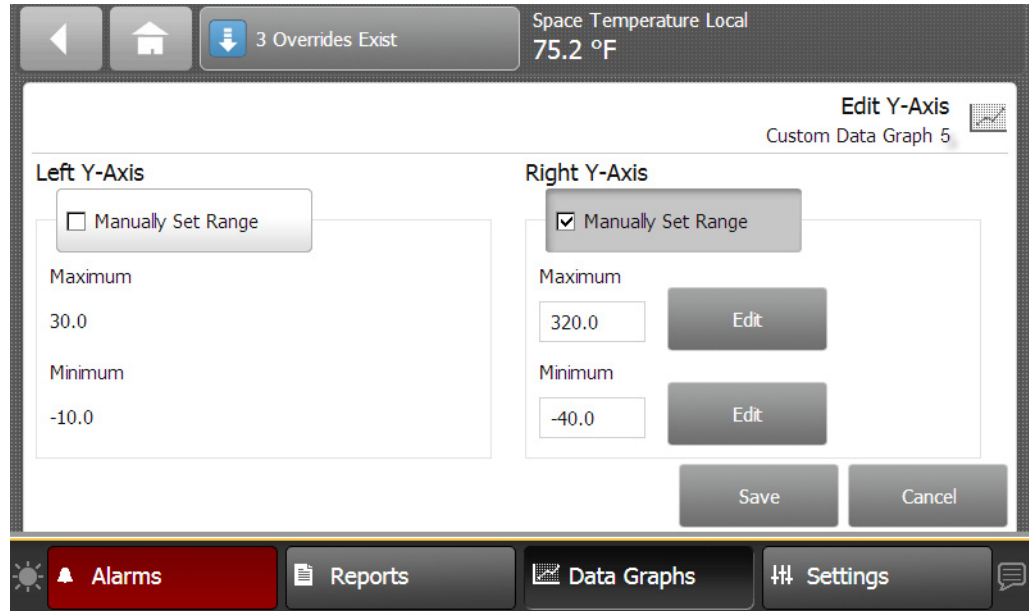 3 Overrides Exist
Space Temperature Local
75.2 °F
Edit Y-Axis
Custom Data Graph 5
Left Y-Axis
Manually Set Range
Maximum
30.0
Minimum
-10.0
Right Y-Axis
Manually Set Range
Maximum
320.0 Edit
Minimum
-40.0 Edit
Save Cancel
Alarms Reports Data Graphs Settings